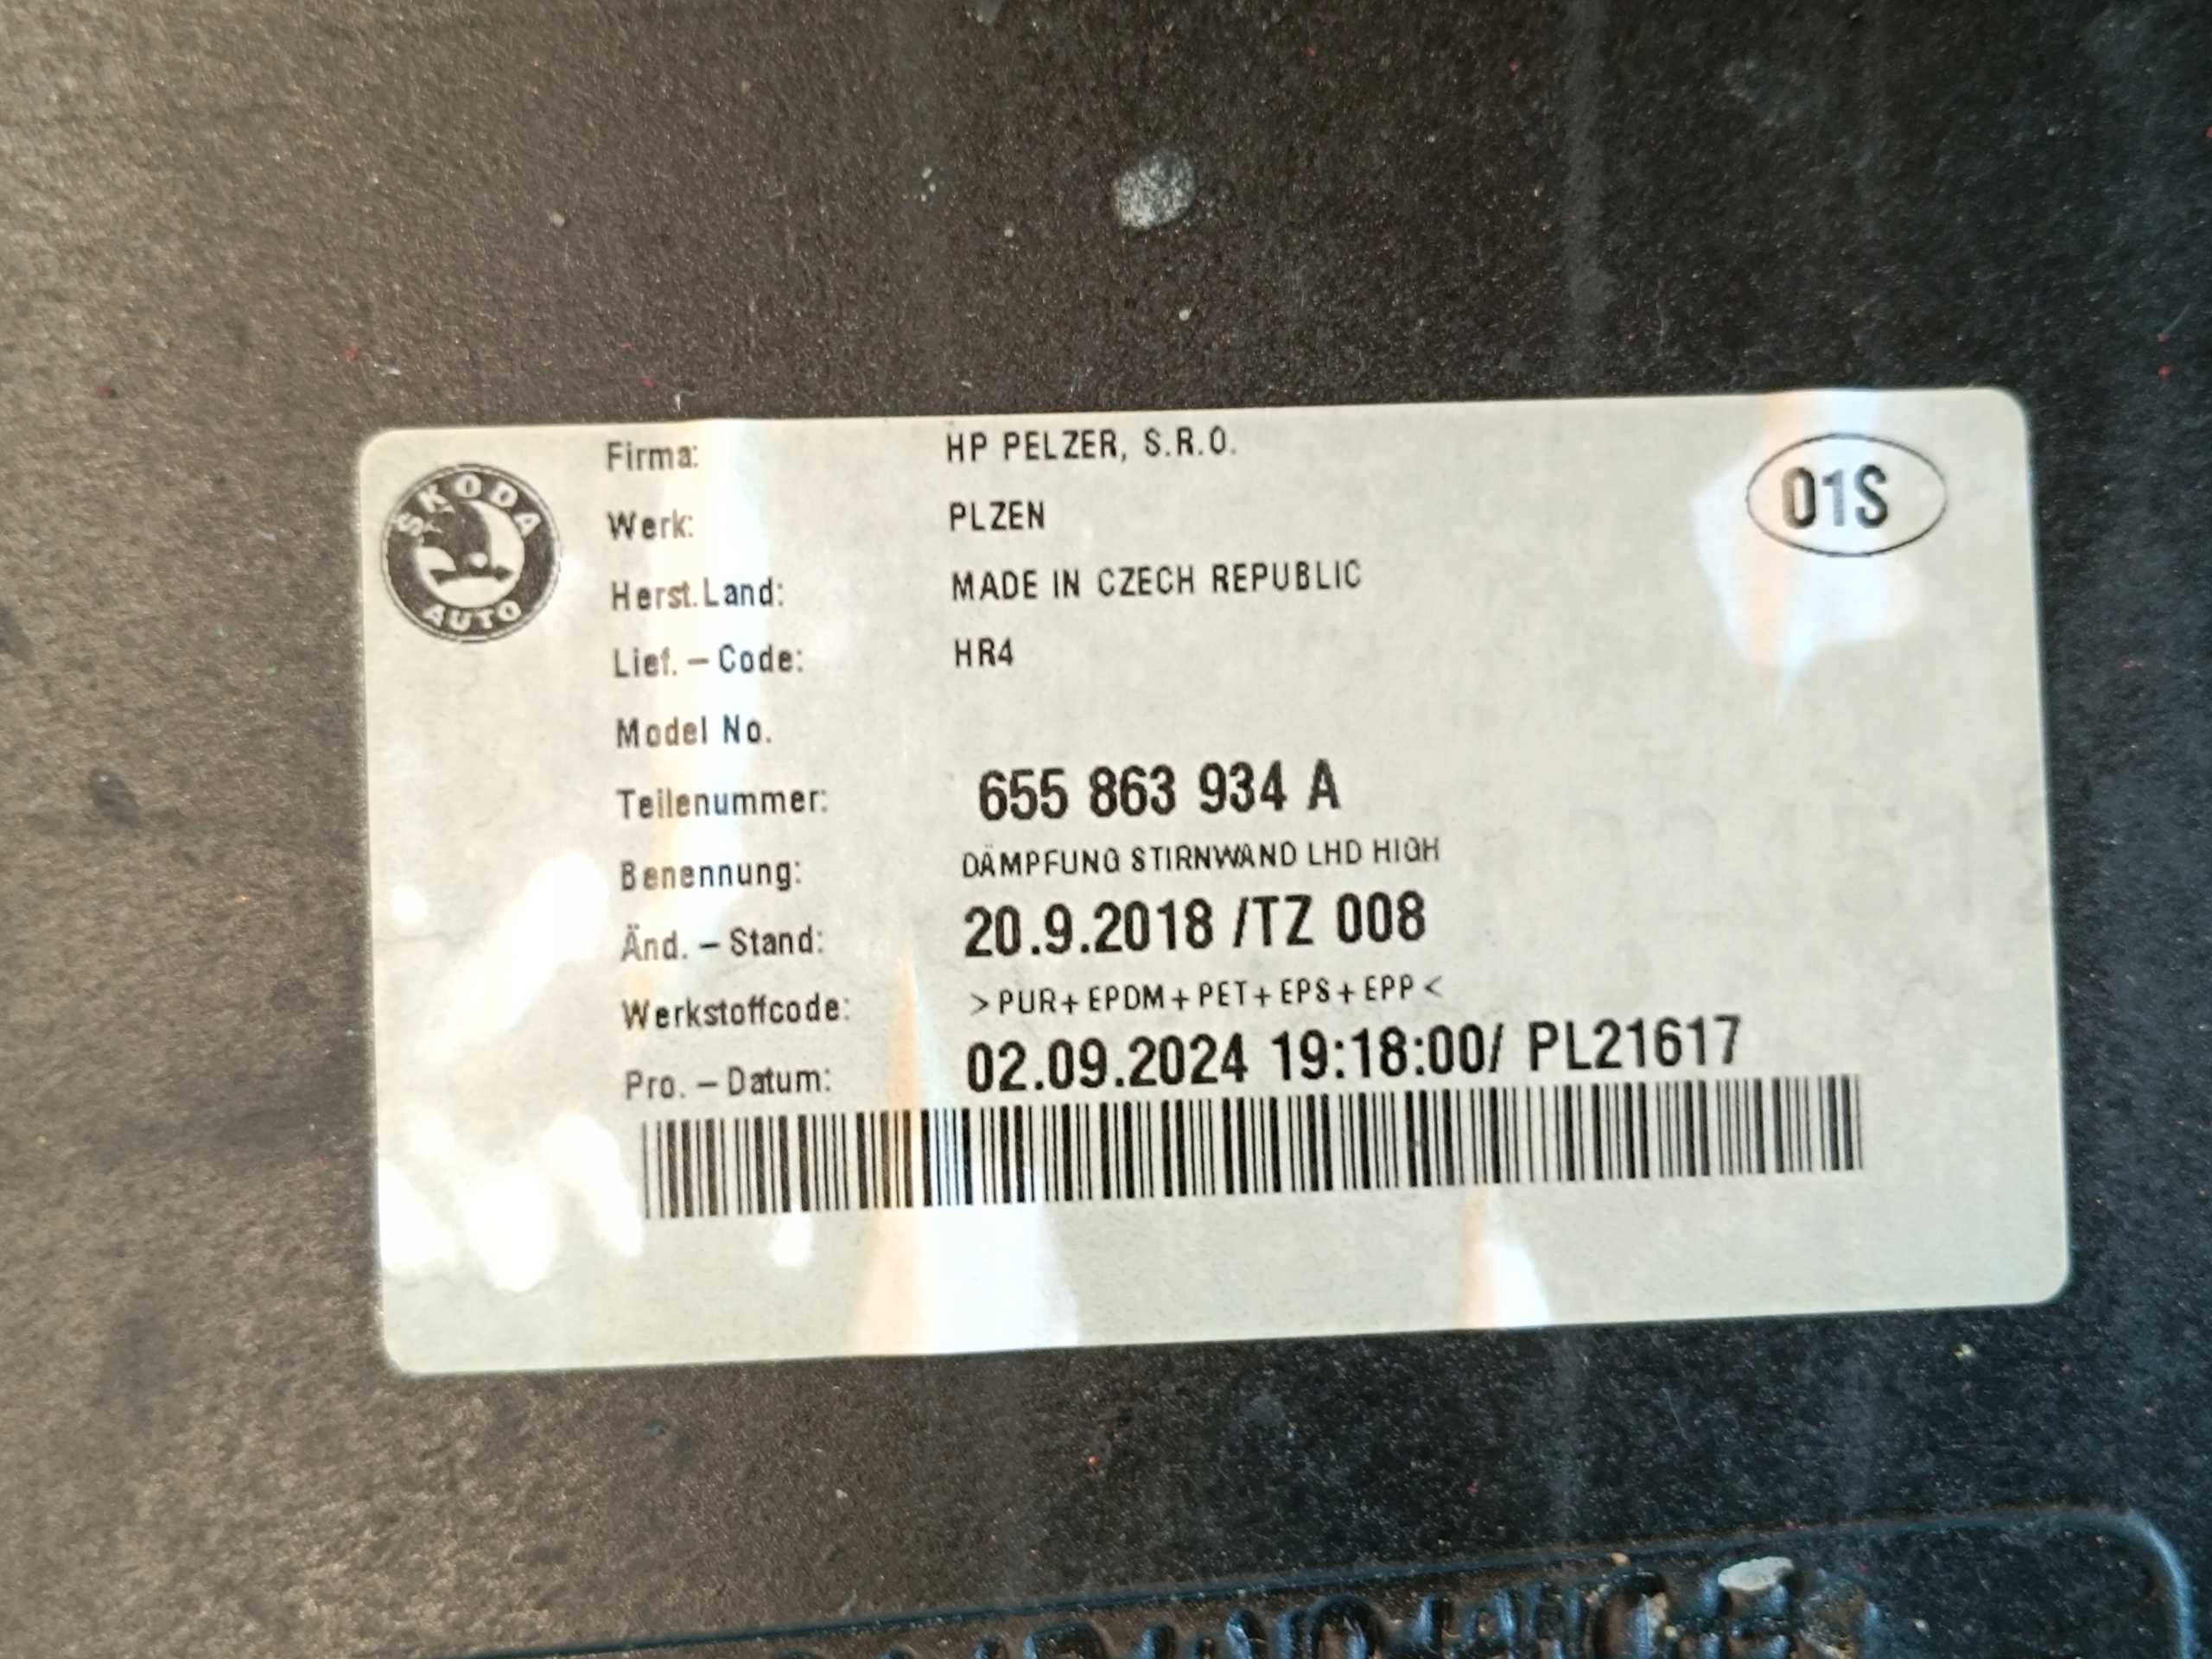 SKODA AUTO
Firma: HP PELZER, S.R.O.
01S
Werk: PLZEN
Herst.Land: MADE IN CZECH REPUBLIC
Lief. – Code: HR4
Model No.
Teilenummer: 655 863 934 A
Benennung: DÄMPFUNG STIRNWAND LHD HIGH
Änd. – Stand: 20.9.2018 /TZ 008
Werkstoffcode: >PUR+EPDM+PET+EPS+EPP<
Pro. – Datum: 02.09.2024 19:18:00/ PL21617